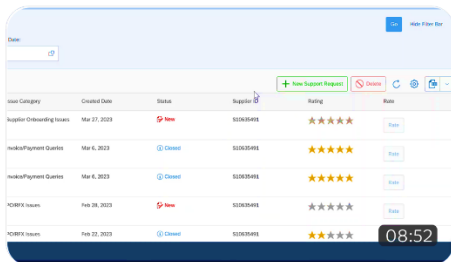 Go Hide Filter Bar
Date:
New Support Request Delete
ssue Category Created Date Status Supplier ID Rating Rate
Supplier Onboarding Issues Mar 27, 2023 New S10635491 Rate
nvoice/Payment Queries Mar 6, 2023 Closed S10635491 Rate
nvoice/Payment Queries Mar 6, 2023 Closed S10635491 Rate
PO/RFX Issues Feb 28, 2023 New S10635491 Rate
PO/RFX Issues Feb 22, 2023 Closed S10635491
08:52